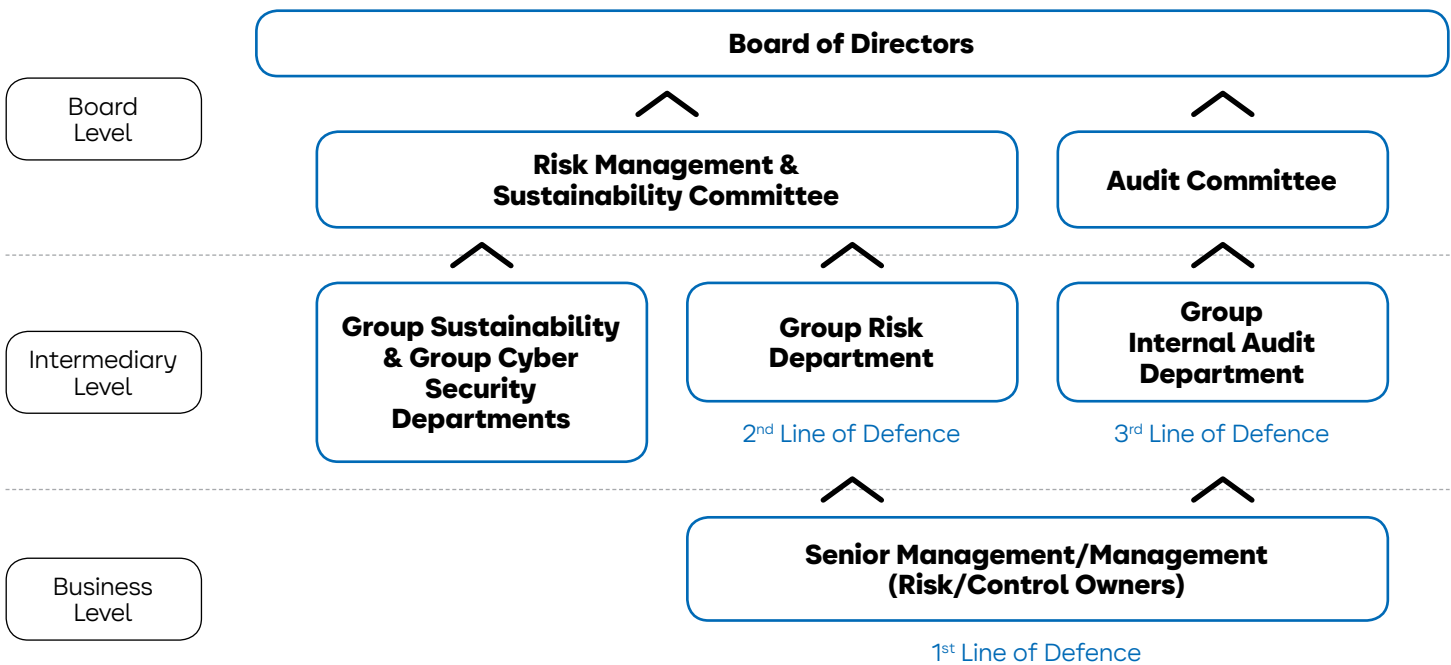 Board of Directors
Board
Level
Risk Management &
Sustainability Committee
Audit Committee
Intermediary
Level
Group Sustainability
& Group Cyber
Security
Departments
Group Risk
Department
2nd Line of Defence
Group
Internal Audit
Department
3rd Line of Defence
Business
Level
Senior Management/Management
(Risk/Control Owners)
1st Line of Defence